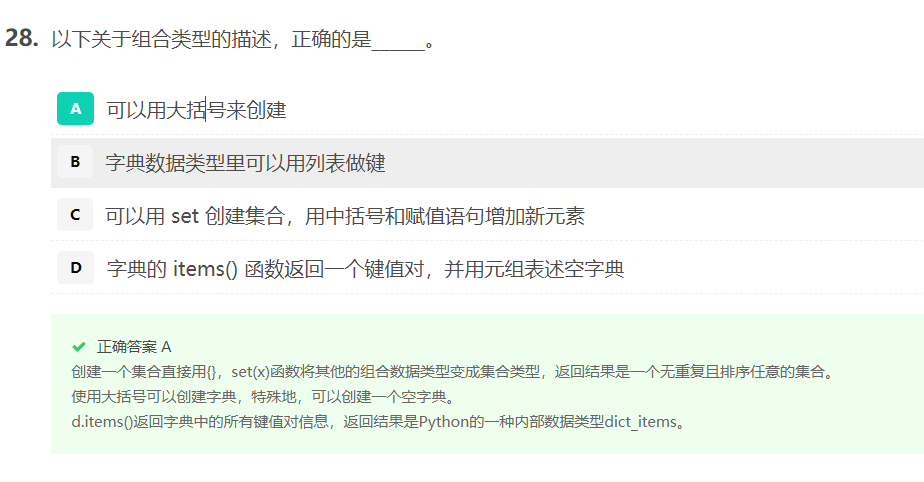 28. 以下关于组合类型的描述，正确的是______。
A 可以用大括号来创建
B 字典数据类型里可以用列表做键
C 可以用 set 创建集合，用中括号和赋值语句增加新元素
D 字典的 items() 函数返回一个键值对，并用元组表述空字典
正确答案 A
创建一个集合直接用{}，set(x)函数将其他的组合数据类型变成集合类型，返回结果是一个无重复且排序任意的集合。
使用大括号可以创建字典，特殊地，可以创建一个空字典。
d.items()返回字典中的所有键值对信息，返回结果是Python的一种内部数据类型dict_items。